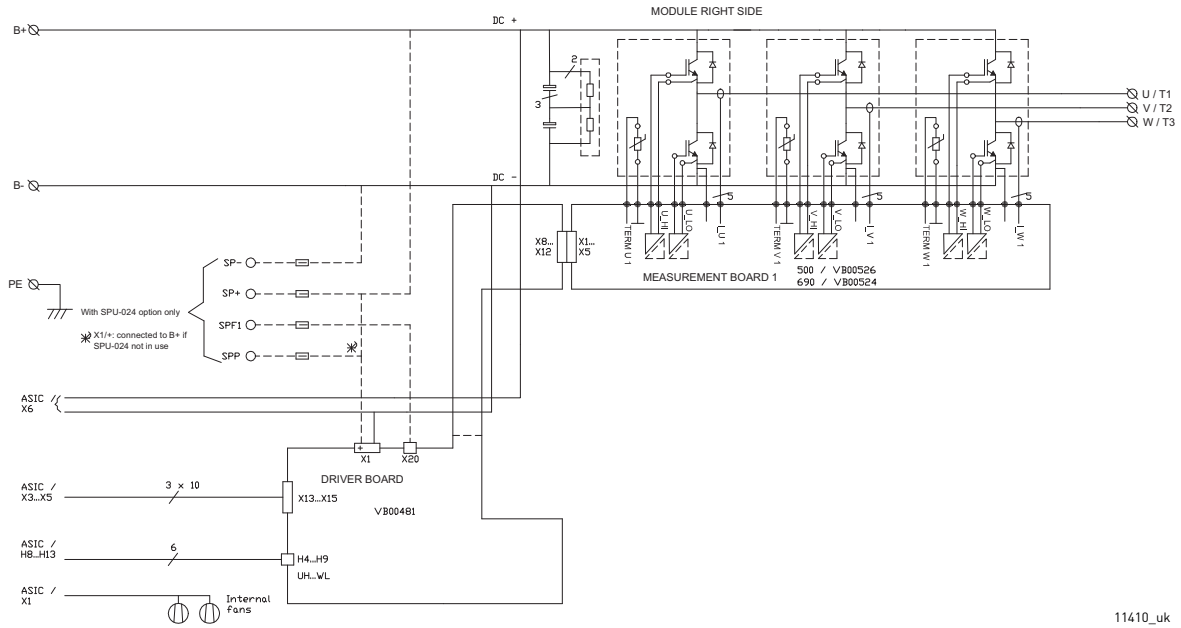 MODULE RIGHT SIDE
B+
DC +
2
3
U / T1
V / T2
W / T3
B-
DC -
5
5
5
TERM U 1
U_HI
U_LO
I_U 1
TERM V 1
V_HI
V_LO
I_V 1
TERM W 1
W_HI
W_LO
I_W 1
X8...
X12
X1...
X5
MEASUREMENT BOARD 1
500 / VB00526
690 / VB00524
SP-
PE
SP+
With SPU-024 option only
SPF1
X1/+: connected to B+ if
SPU-024 not in use
SPP
ASIC /
X6
+
X1
X20
DRIVER BOARD
ASIC /
X3...X5
3 x 10
X13...X15
VB00481
ASIC /
H8...H13
6
H4...H9
UH...WL
ASIC /
X1
Internal
fans
11410_uk